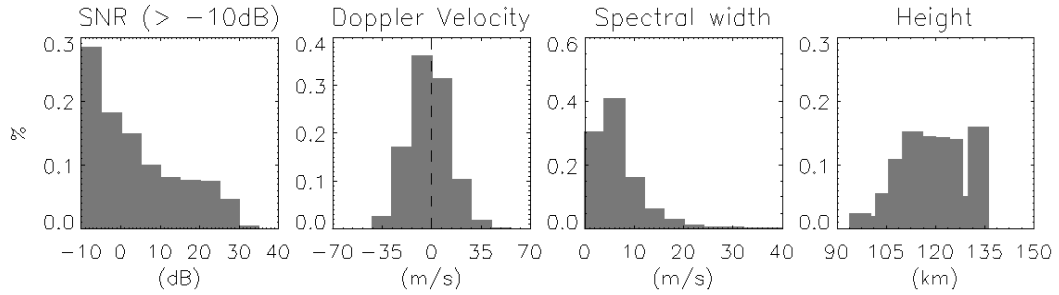 SNR (> −10dB)
Doppler Velocity
Spectral width
Height
%
0.3
0.2
0.1
0.0
−10 0 10 20 30 40
(dB)
0.4
0.3
0.2
0.1
0.0
−70 −35 0 35 70
(m/s)
0.6
0.4
0.2
0.0
0 10 20 30 40
(m/s)
0.3
0.2
0.1
0.0
90 105 120 135 150
(km)